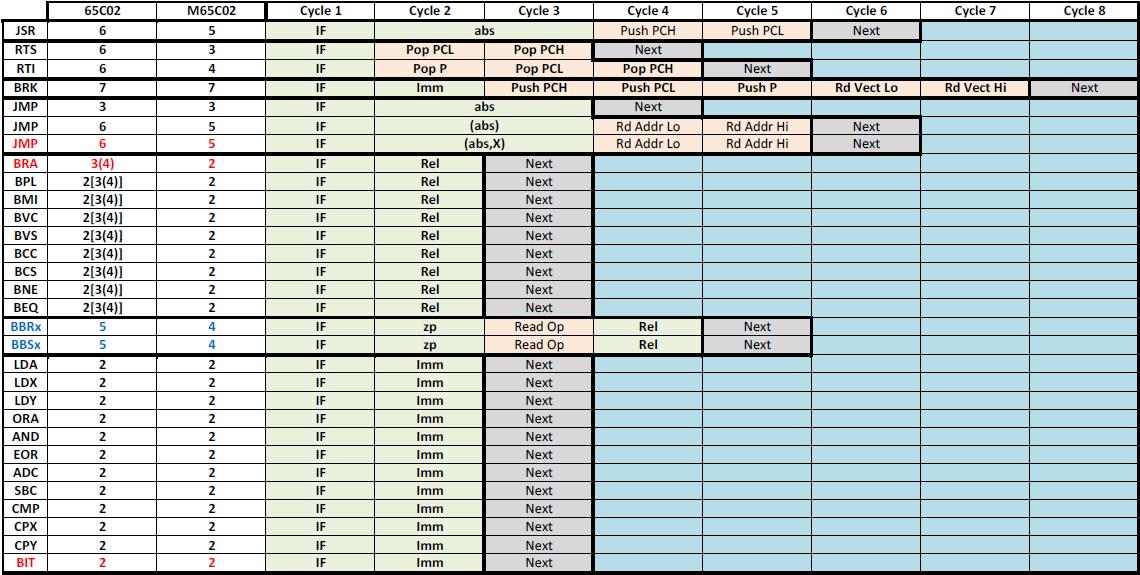 65C02 M65C02 Cycle 1 Cycle 2 Cycle 3 Cycle 4 Cycle 5 Cycle 6 Cycle 7 Cycle 8
JSR 6 5 IF abs Push PCH Push PCL Next
RTS 6 3 IF Pop PCL Pop PCH Next
RTI 6 4 IF Pop P Pop PCL Pop PCH Next
BRK 7 7 IF Imm Push PCH Push PCL Push P Rd Vect Lo Rd Vect Hi Next
JMP 3 3 IF abs Next
JMP 6 5 IF (abs) Rd Addr Lo Rd Addr Hi Next
JMP 6 5 IF (abs,X) Rd Addr Lo Rd Addr Hi Next
BRA 3(4) 2 IF Rel Next
BPL 2[3(4)] 2 IF Rel Next
BMI 2[3(4)] 2 IF Rel Next
BVC 2[3(4)] 2 IF Rel Next
BVS 2[3(4)] 2 IF Rel Next
BCC 2[3(4)] 2 IF Rel Next
BCS 2[3(4)] 2 IF Rel Next
BNE 2[3(4)] 2 IF Rel Next
BEQ 2[3(4)] 2 IF Rel Next
BBRx 5 4 IF zp Read Op Rel Next
BBSx 5 4 IF zp Read Op Rel Next
LDA 2 2 IF Imm Next
LDX 2 2 IF Imm Next
LDY 2 2 IF Imm Next
ORA 2 2 IF Imm Next
AND 2 2 IF Imm Next
EOR 2 2 IF Imm Next
ADC 2 2 IF Imm Next
SBC 2 2 IF Imm Next
CMP 2 2 IF Imm Next
CPX 2 2 IF Imm Next
CPY 2 2 IF Imm Next
BIT 2 2 IF Imm Next